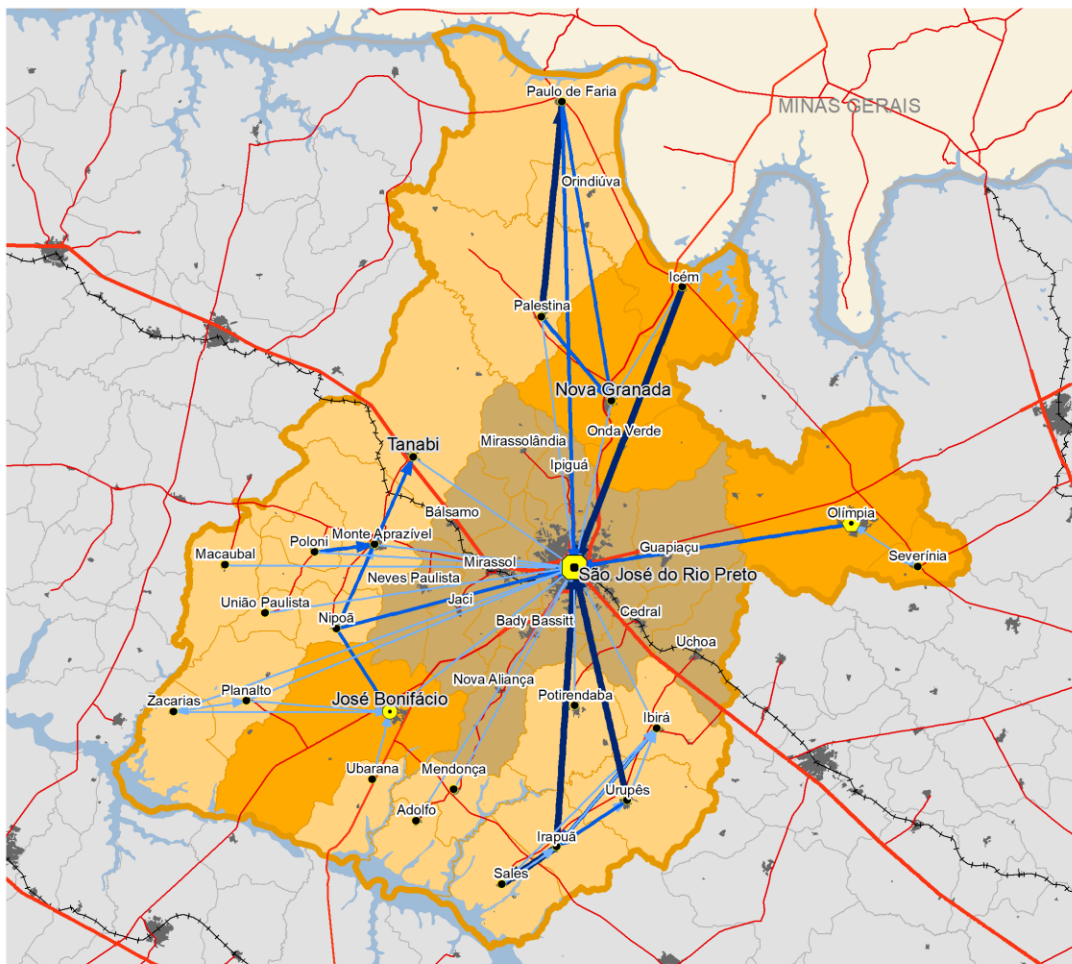 Paulo de Faria
MINAS GERAIS
Orindiúva
Icém
Palestina
Nova Granada
Onda Verde
Mirassolândia
Tanabi
Ipiguá
Bálsamo
Olímpia
Monte Aprazível
Poloni
Guapiaçu
Macaubal
Mirassol
Severínia
São José do Rio Preto
Neves Paulista
Jaci
União Paulista
Cedral
Nipoã
Bady Bassitt
Uchoa
Nova Aliança
Planalto
José Bonifácio
Potirendaba
Zacarias
Ibirá
Ubarana
Mendonça
Urupês
Adolfo
Irapuã
Sales